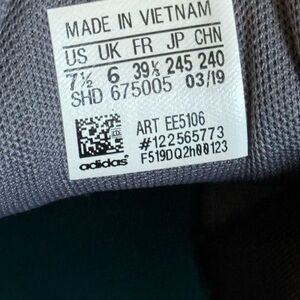 MADE IN VIETNAM
US UK FR JP CHN
7½ 6 39⅓ 245 240
SHD 675005 03/19
ART EE5106
#122565773
F519DQ2h00123
adidas